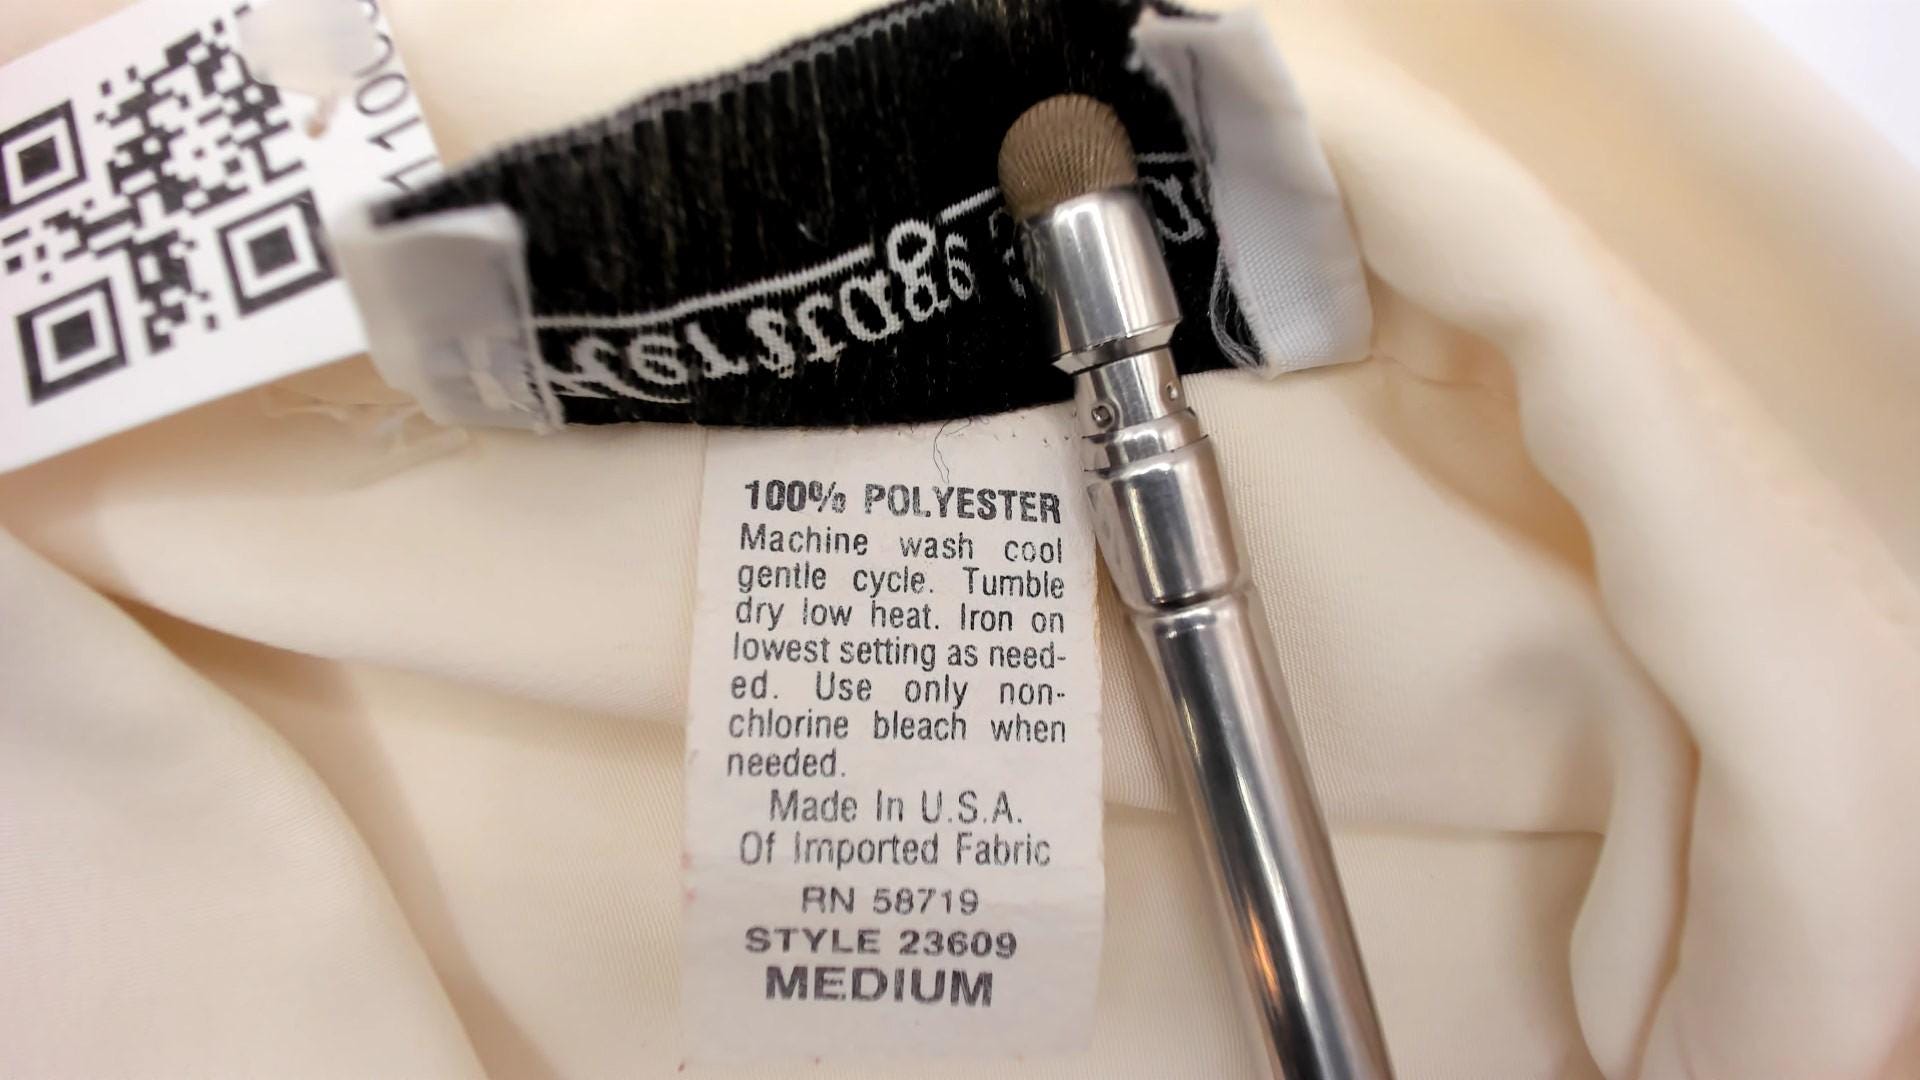 100% POLYESTER
Machine wash cool
gentle cycle. Tumble
dry low heat. Iron on
lowest setting as need-
ed. Use only non-
chlorine bleach when
needed.
Made In U.S.A.
Of Imported Fabric
RN 58719
STYLE 23609
MEDIUM